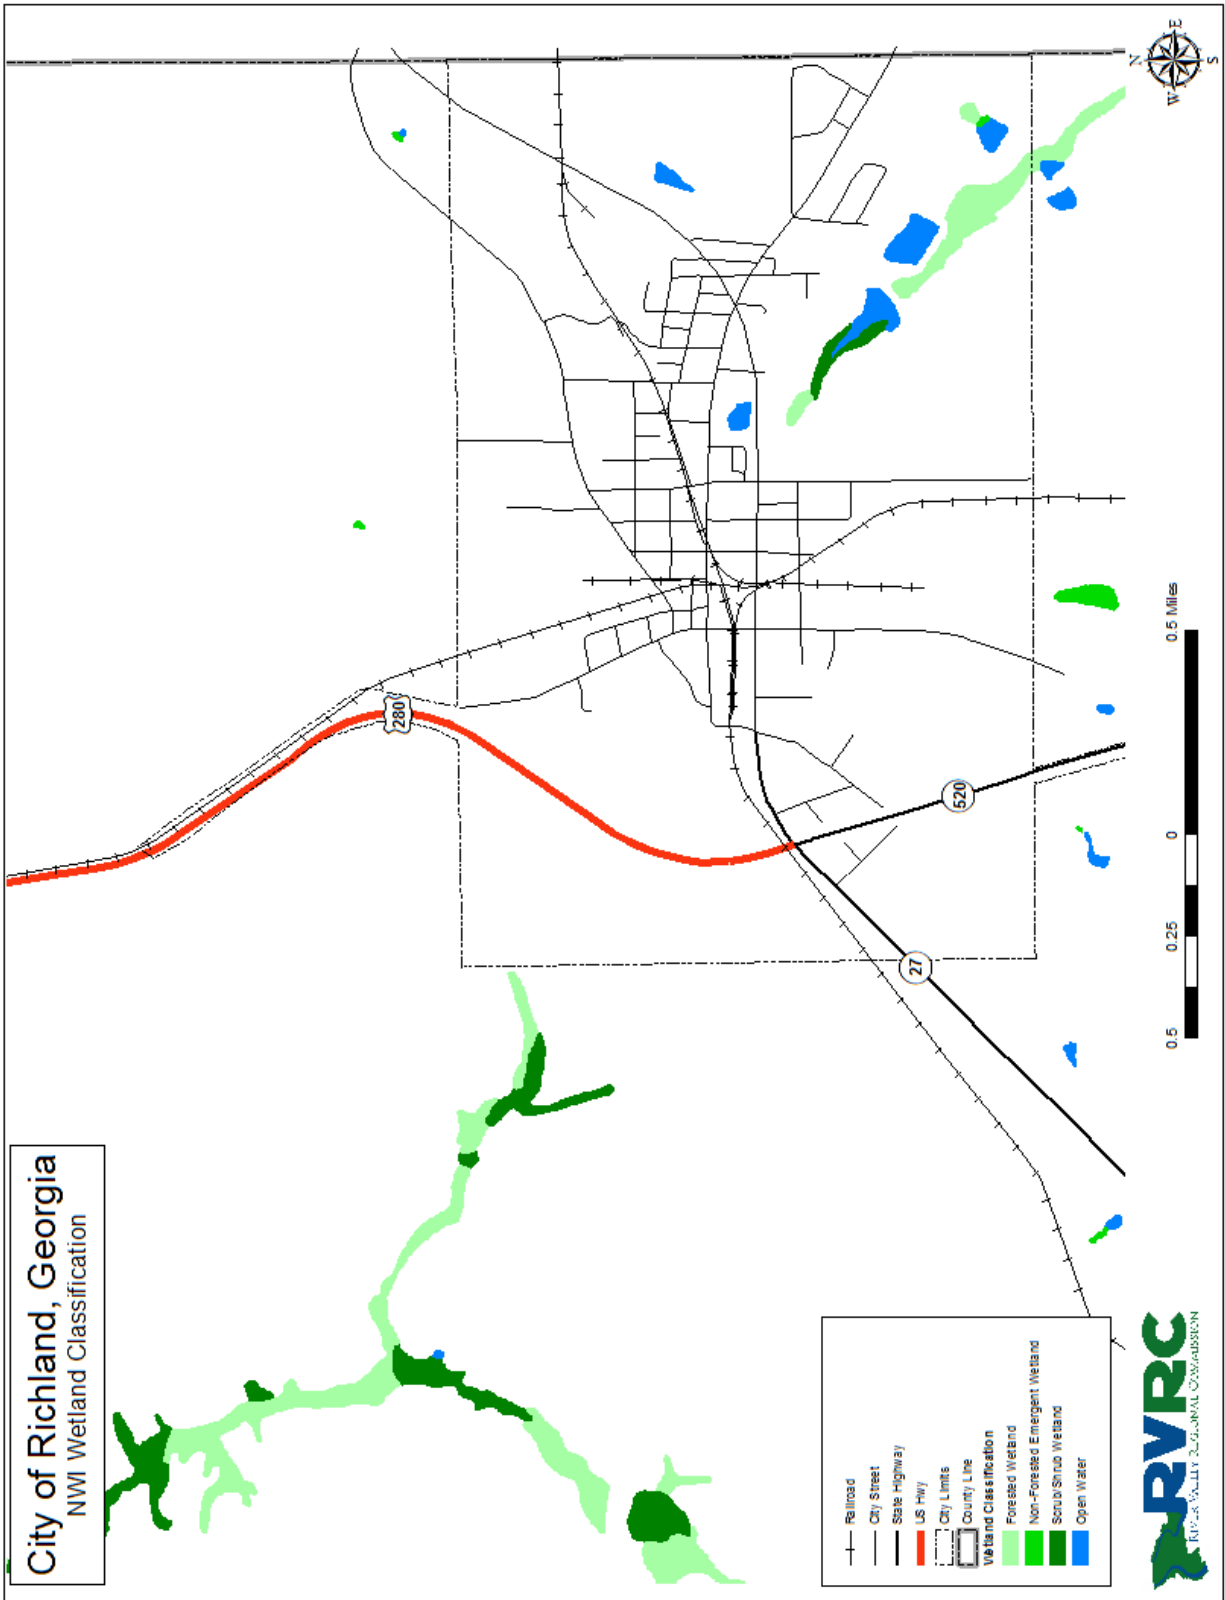 City of Richland, Georgia
NWI Wetland Classification
280
520
27
N
E
S
W
0.5
0.25
0
0.5 Miles
Railroad
City Street
State Highway
US Hwy
City Limits
County Line
Wetland Classification
Forested Wetland
Non-Forested Emergent Wetland
Scrub/Shrub Wetland
Open Water
RVRC
RIVER VALLEY REGIONAL COMMISSION